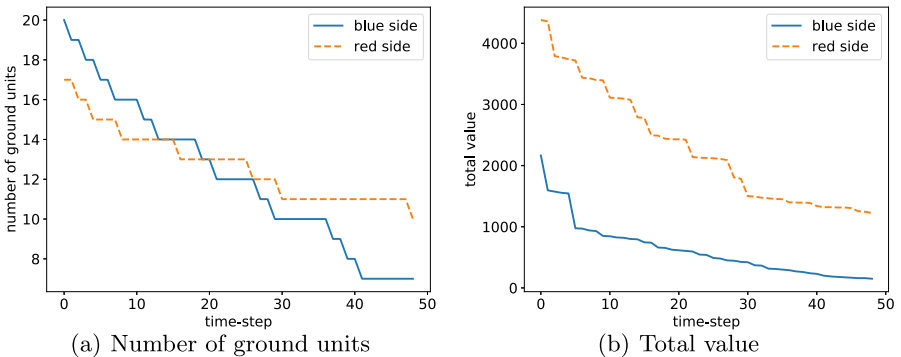 20
18
16
14
12
10
8
number of ground units
0 10 20 30 40 50
time-step
blue side
red side
(a) Number of ground units
4000
3000
2000
1000
0
total value
0 10 20 30 40 50
time-step
blue side
red side
(b) Total value